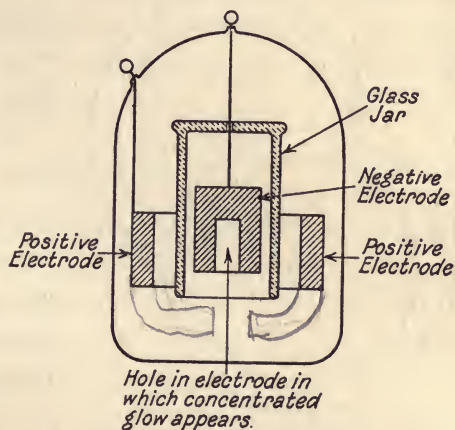 Glass
Jar
Negative
Electrode
Positive
Electrode
Positive
Electrode
Hole in electrode in
which concentrated
glow appears.